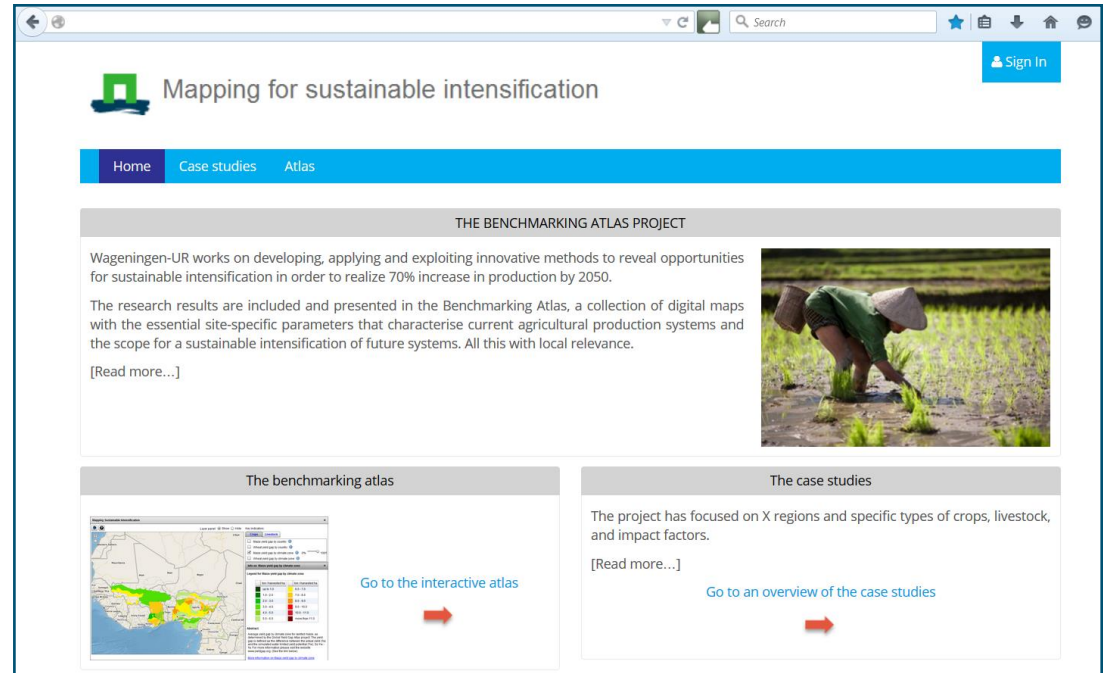 Search
Sign In
Mapping for sustainable intensification
Home Case studies Atlas
THE BENCHMARKING ATLAS PROJECT
Wageningen-UR works on developing, applying and exploiting innovative methods to reveal opportunities
for sustainable intensification in order to realize 70% increase in production by 2050.
The research results are included and presented in the Benchmarking Atlas, a collection of digital maps
with the essential site-specific parameters that characterise current agricultural production systems and
the scope for a sustainable intensification of future systems. All this with local relevance.
[Read more…]
The benchmarking atlas
Mapping Sustainable Intensification
Go to the interactive atlas
The case studies
The project has focused on X regions and specific types of crops, livestock,
and impact factors.
[Read more…]
Go to an overview of the case studies